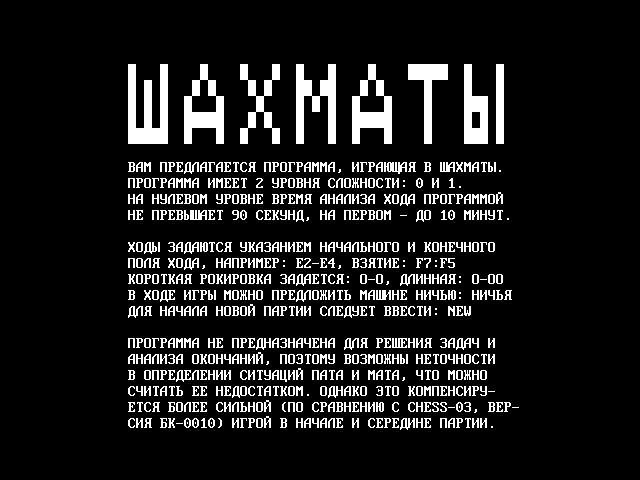 ШАХМАТЫ
ВАМ ПРЕДЛАГАЕТСЯ ПРОГРАММА, ИГРАЮЩАЯ В ШАХМАТЫ.
ПРОГРАММА ИМЕЕТ 2 УРОВНЯ СЛОЖНОСТИ: 0 И 1.
НА НУЛЕВОМ УРОВНЕ ВРЕМЯ АНАЛИЗА ХОДА ПРОГРАММОЙ
НЕ ПРЕВЫШАЕТ 90 СЕКУНД, НА ПЕРВОМ - ДО 10 МИНУТ.
ХОДЫ ЗАДАЮТСЯ УКАЗАНИЕМ НАЧАЛЬНОГО И КОНЕЧНОГО
ПОЛЯ ХОДА, НАПРИМЕР: E2-E4, ВЗЯТИЕ: F7:F5
КОРОТКАЯ РОКИРОВКА ЗАДАЕТСЯ: O-O, ДЛИННАЯ: O-OO
В ХОДЕ ИГРЫ МОЖНО ПРЕДЛОЖИТЬ МАШИНЕ НИЧЬЮ: НИЧЬЯ
ДЛЯ НАЧАЛА НОВОЙ ПАРТИИ СЛЕДУЕТ ВВЕСТИ: NEW
ПРОГРАММА НЕ ПРЕДНАЗНАЧЕНА ДЛЯ РЕШЕНИЯ ЗАДАЧ И
АНАЛИЗА ОКОНЧАНИЙ, ПОЭТОМУ ВОЗМОЖНЫ НЕТОЧНОСТИ
В ОПРЕДЕЛЕНИИ СИТУАЦИЙ ПАТА И МАТА, ЧТО МОЖНО
СЧИТАТЬ ЕЕ НЕДОСТАТКОМ. ОДНАКО ЭТО КОМПЕНСИРУ-
ЕТСЯ БОЛЕЕ СИЛЬНОЙ (ПО СРАВНЕНИЮ С CHESS-03, ВЕР-
СИЯ БК-0010) ИГРОЙ В НАЧАЛЕ И СЕРЕДИНЕ ПАРТИИ.